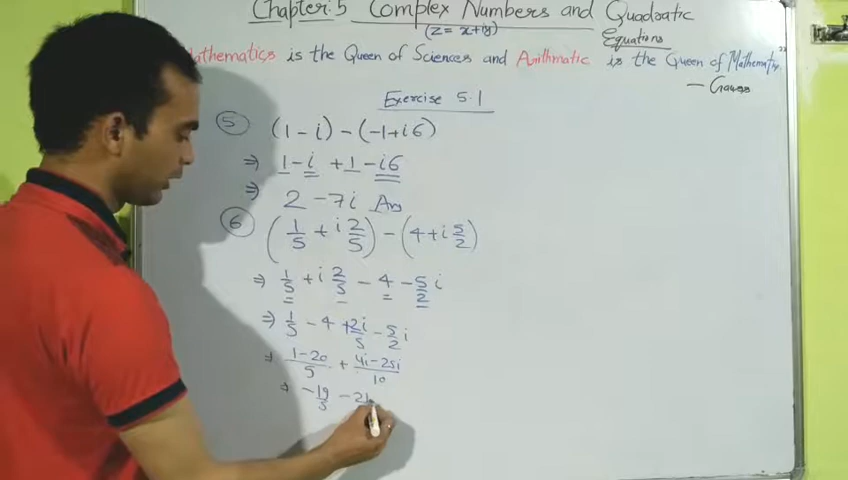 Chapter:5 Complex Numbers and Quadratic Equations
(z = x+iy)
Mathematics is the Queen of Sciences and Arithmatic is the Queen of Mathematics"
— Gauss
Exercise 5.1
5 (1 - i) - (-1+i6)
⇒ 1 - i + 1 - i6
⇒ 2 - 7i Ans
6 (1/5 + i 2/5) - (4 + i 5/2)
⇒ 1/5 + i 2/5 - 4 - 5/2 i
⇒ 1/5 - 4 + 2i/5 - 5/2 i
⇒ 1-20/5 + 4i-25i/10
⇒ -19/5 - 21